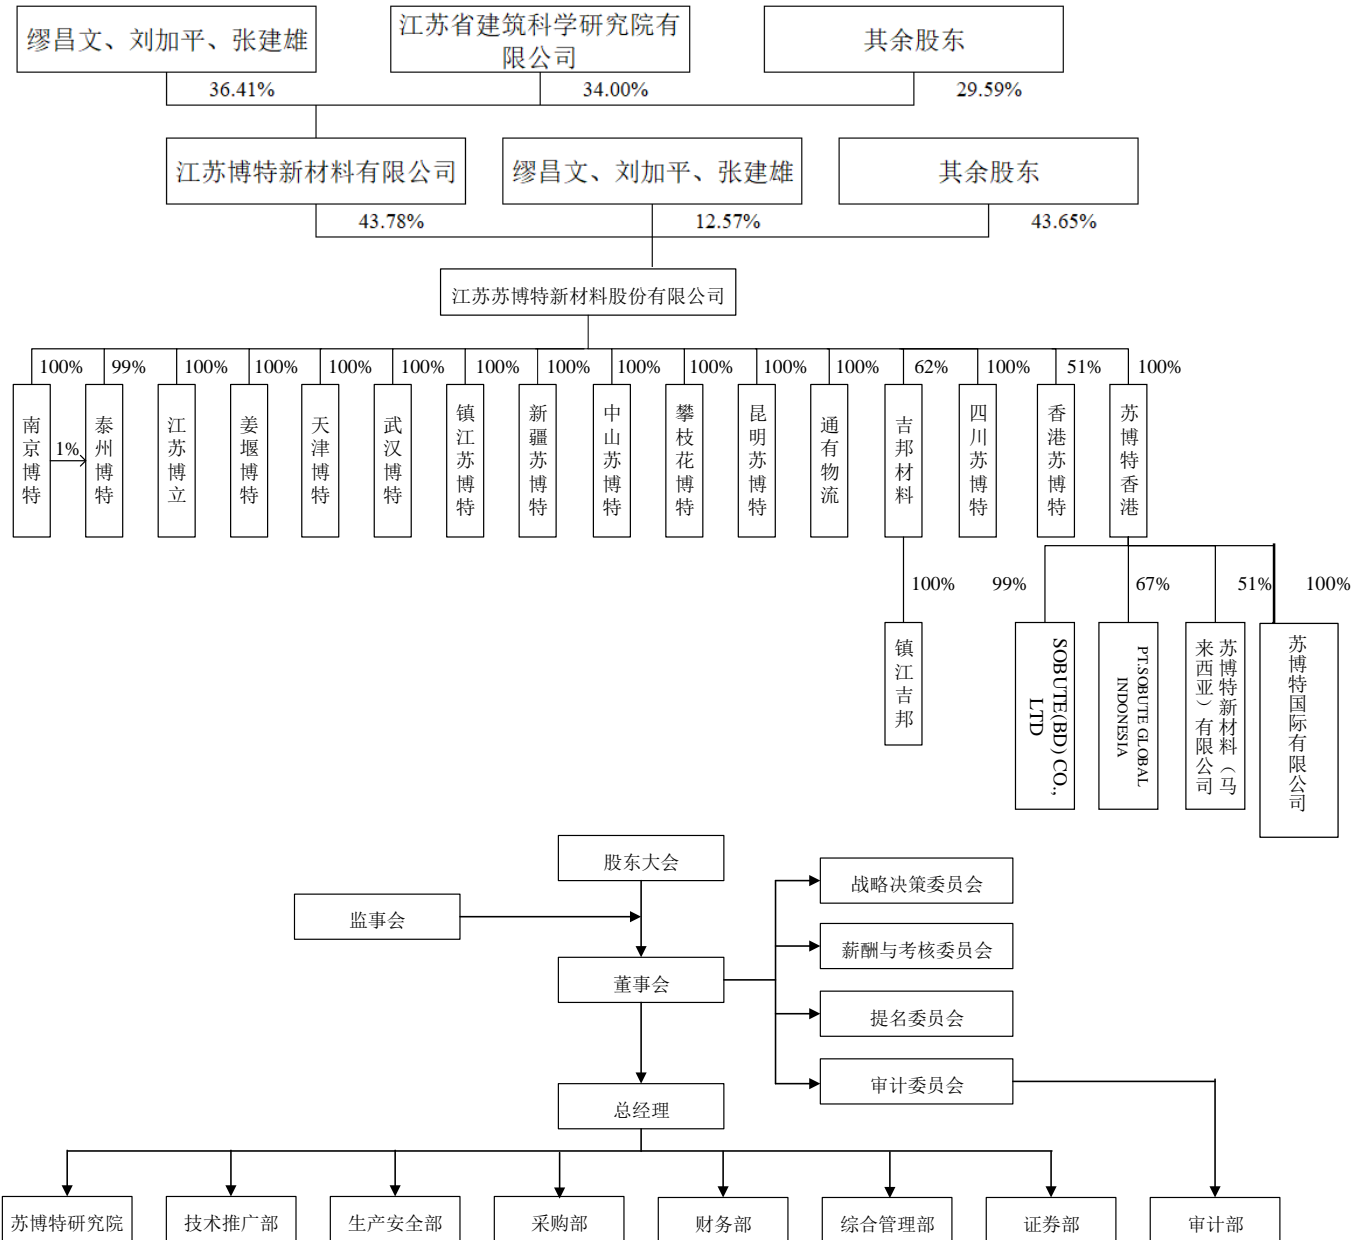 缪昌文、刘加平、张建雄
江苏省建筑科学研究院有
限公司
其余股东
36.41%
34.00%
29.59%
江苏博特新材料有限公司
缪昌文、刘加平、张建雄
其余股东
43.78%
12.57%
43.65%
江苏苏博特新材料股份有限公司
100%
99%
100%
100%
100%
100%
100%
100%
100%
100%
100%
100%
62%
100%
51%
100%
南京博特
1%
泰州博特
江苏博立
姜堰博特
天津博特
武汉博特
镇江苏博特
新疆苏博特
中山苏博特
攀枝花博特
昆明苏博特
通有物流
吉邦材料
四川苏博特
香港苏博特
苏博特香港
100%
99%
67%
51%
100%
镇江吉邦
SOBUTE(BD) CO.,
LTD
PT.SOBUTE GLOBAL
INDONESIA
苏博特新材料（马
来西亚）有限公司
苏博特国际有限公司
股东大会
监事会
董事会
战略决策委员会
薪酬与考核委员会
提名委员会
审计委员会
总经理
苏博特研究院
技术推广部
生产安全部
采购部
财务部
综合管理部
证券部
审计部